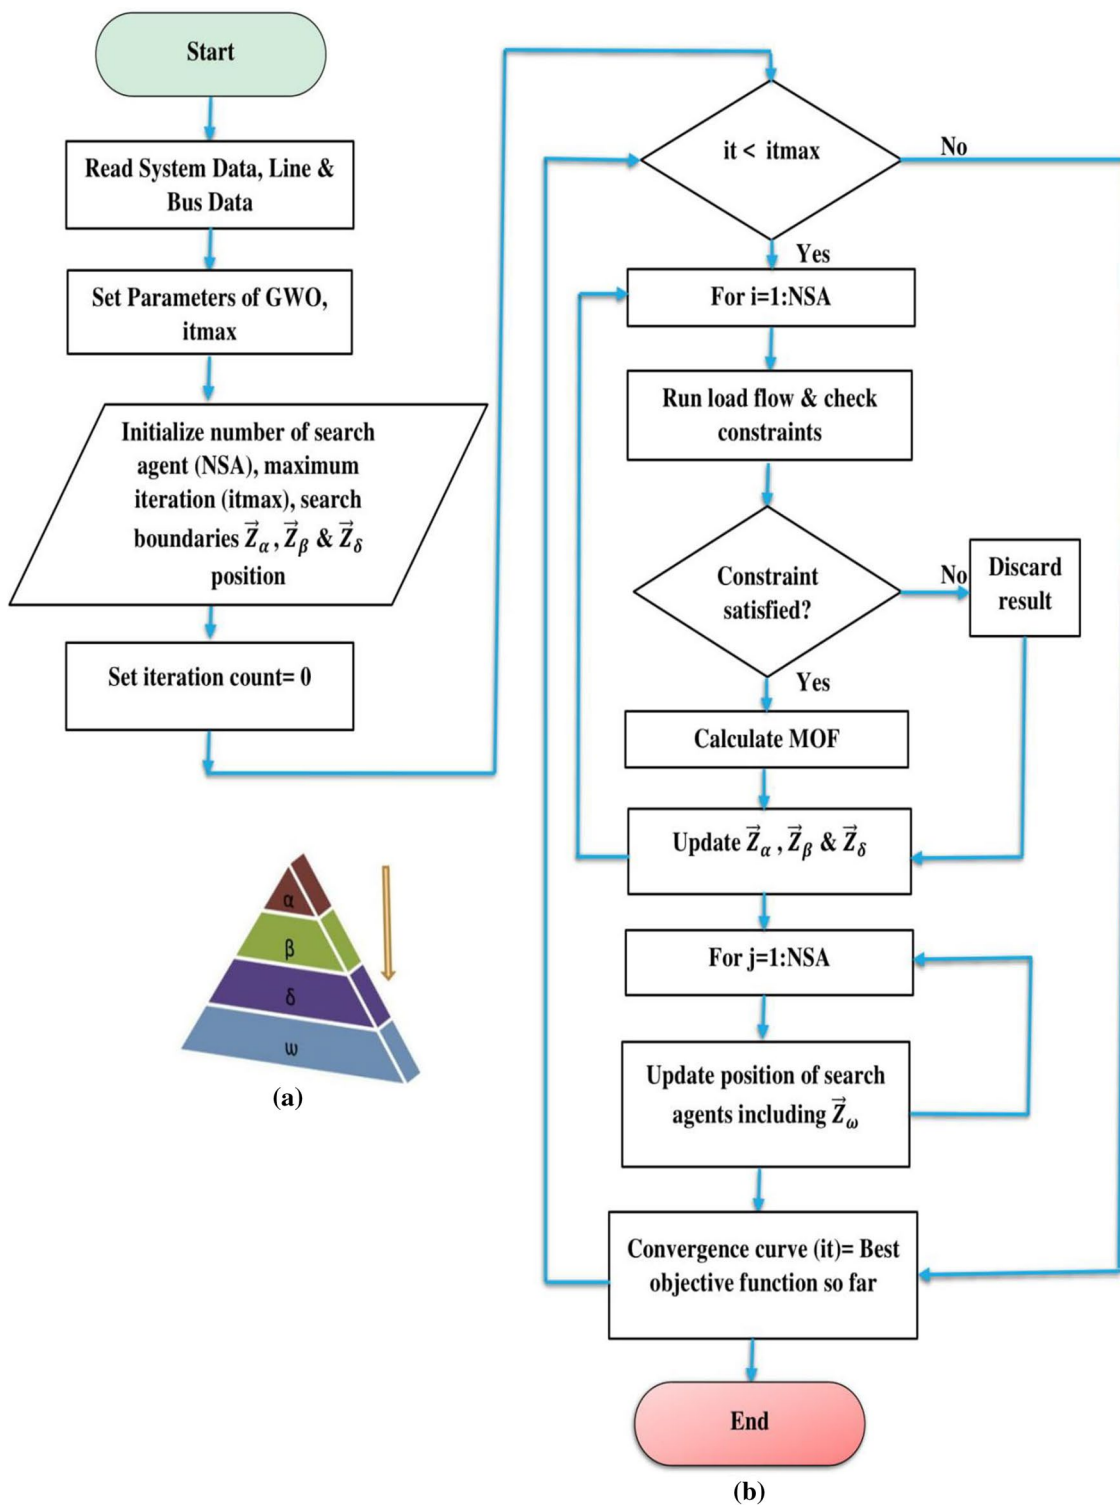 Start
Read System Data, Line &
Bus Data
Set Parameters of GWO,
itmax
Initialize number of search
agent (NSA), maximum
iteration (itmax), search
boundaries Z⃗α , Z⃗β & Z⃗δ
position
Set iteration count= 0
α
β
δ
ω
(a)
it < itmax
No
Yes
For i=1:NSA
Run load flow & check
constraints
Constraint
satisfied?
No
Discard
result
Yes
Calculate MOF
Update Z⃗α , Z⃗β & Z⃗δ
For j=1:NSA
Update position of search
agents including Z⃗ω
Convergence curve (it)= Best
objective function so far
End
(b)